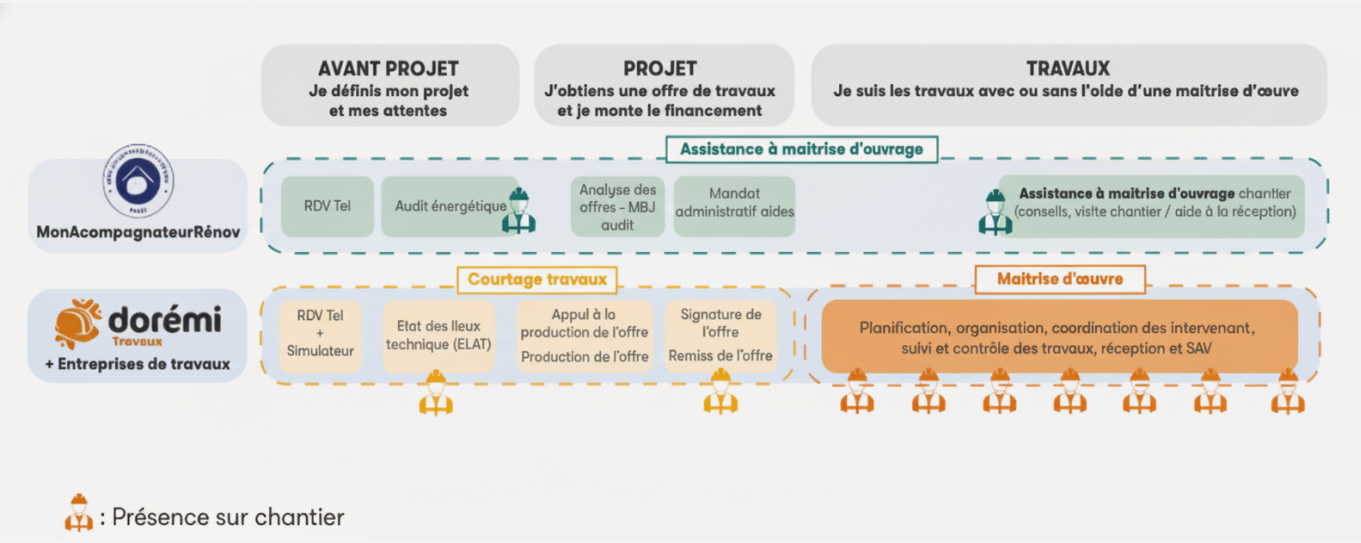 AVANT PROJET
Je définis mon projet
et mes attentes
PROJET
J'obtiens une offre de travaux
et je monte le financement
TRAVAUX
Je suis les travaux avec ou sans l'oide d'une maitrise d'œuvre
Assistance à maitrise d'ouvrage
MonAcompagnateurRénov
RDV Tel
Audit énergétique
Analyse des
offres - MBJ
audit
Mandat
administratif aides
Assistance à maitrise d'ouvrage chantier
(conseils, visite chantier / aide à la réception)
Courtage travaux
Maitrise d'œuvre
dorémi
Travaux
+ Entreprises de travaux
RDV Tel
+
Simulateur
Etat des lleux
technique (ELAT)
Appul à lo
production de l'offre
Production de l'offre
Signature de
l'offre
Remiss de l'offre
Planification, organisation, coordination des intervenant,
suivi et contrôle des travaux, réception et SAV
: Présence sur chantier